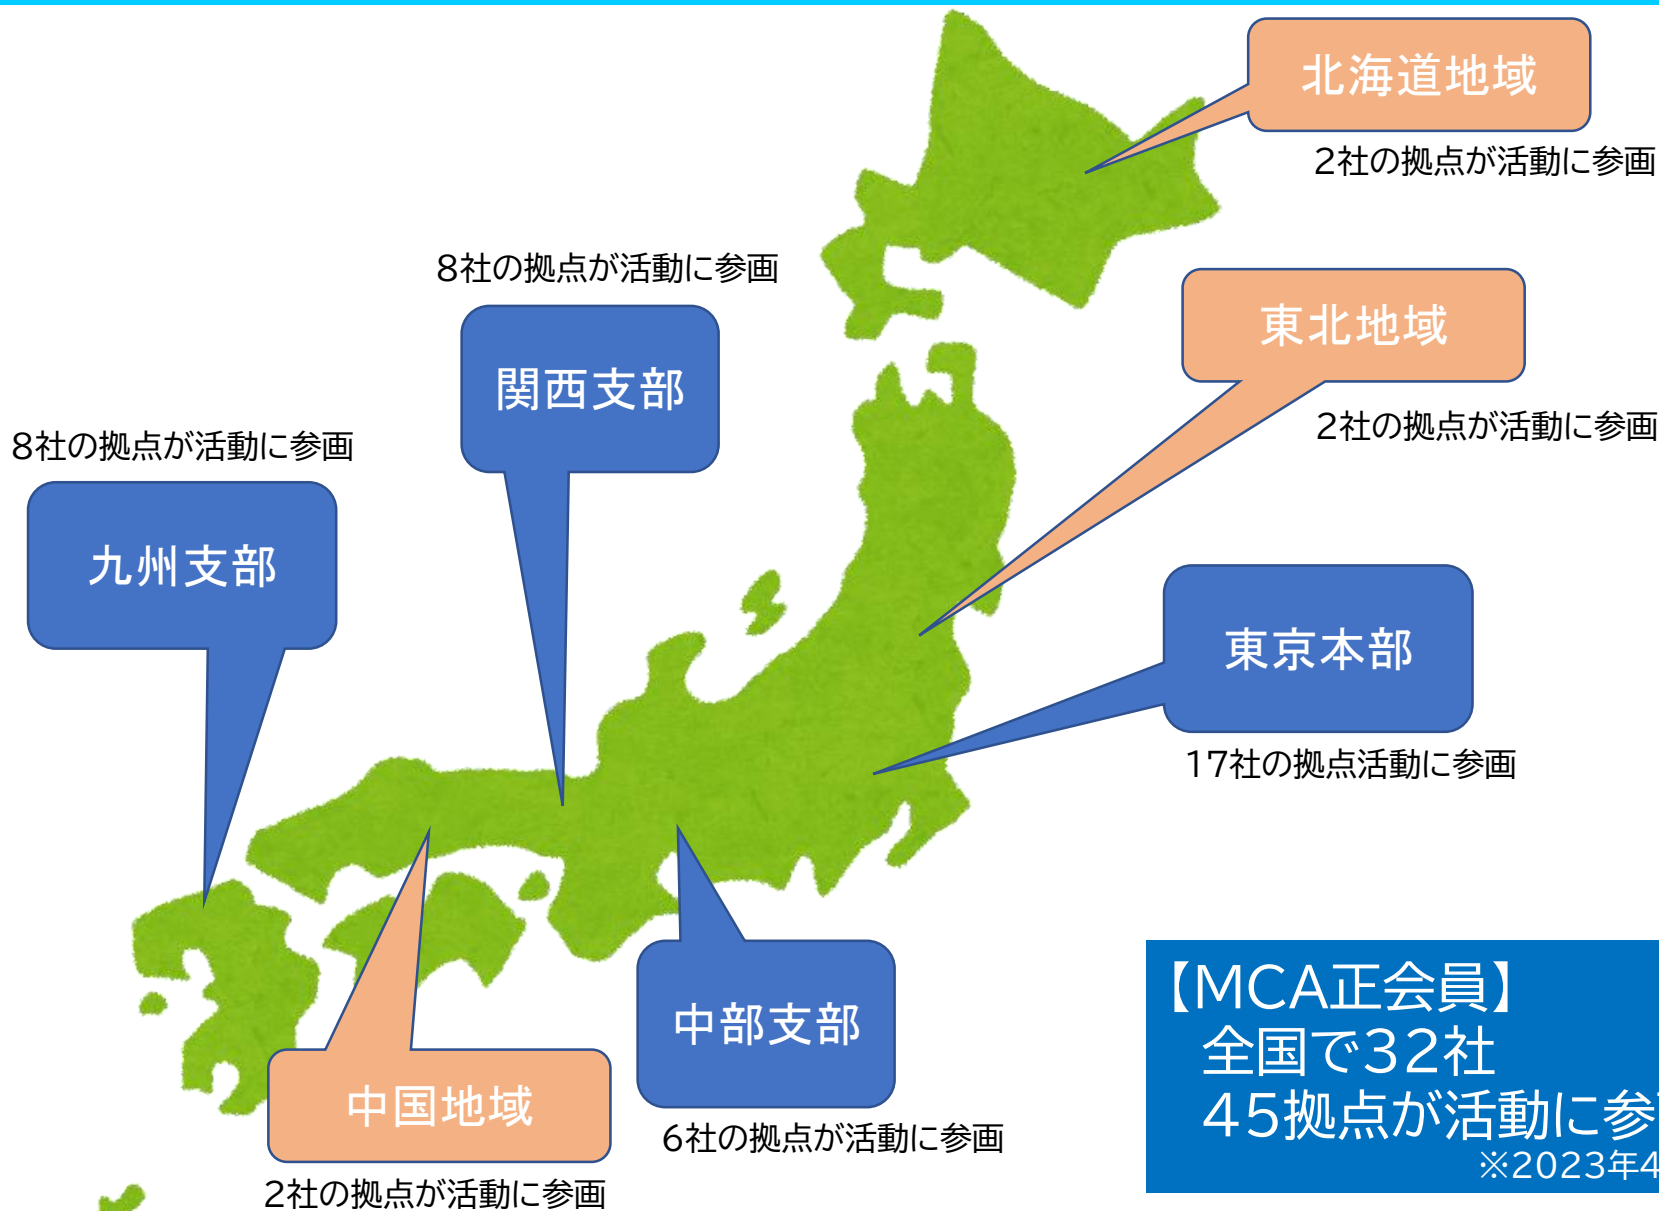 北海道地域
2社の拠点が活動に参画
8社の拠点が活動に参画
関西支部
東北地域
2社の拠点が活動に参画
8社の拠点が活動に参画
九州支部
東京本部
17社の拠点活動に参画
中部支部
6社の拠点が活動に参画
中国地域
2社の拠点が活動に参画
【MCA正会員】
全国で32社
45拠点が活動に参
※2023年4